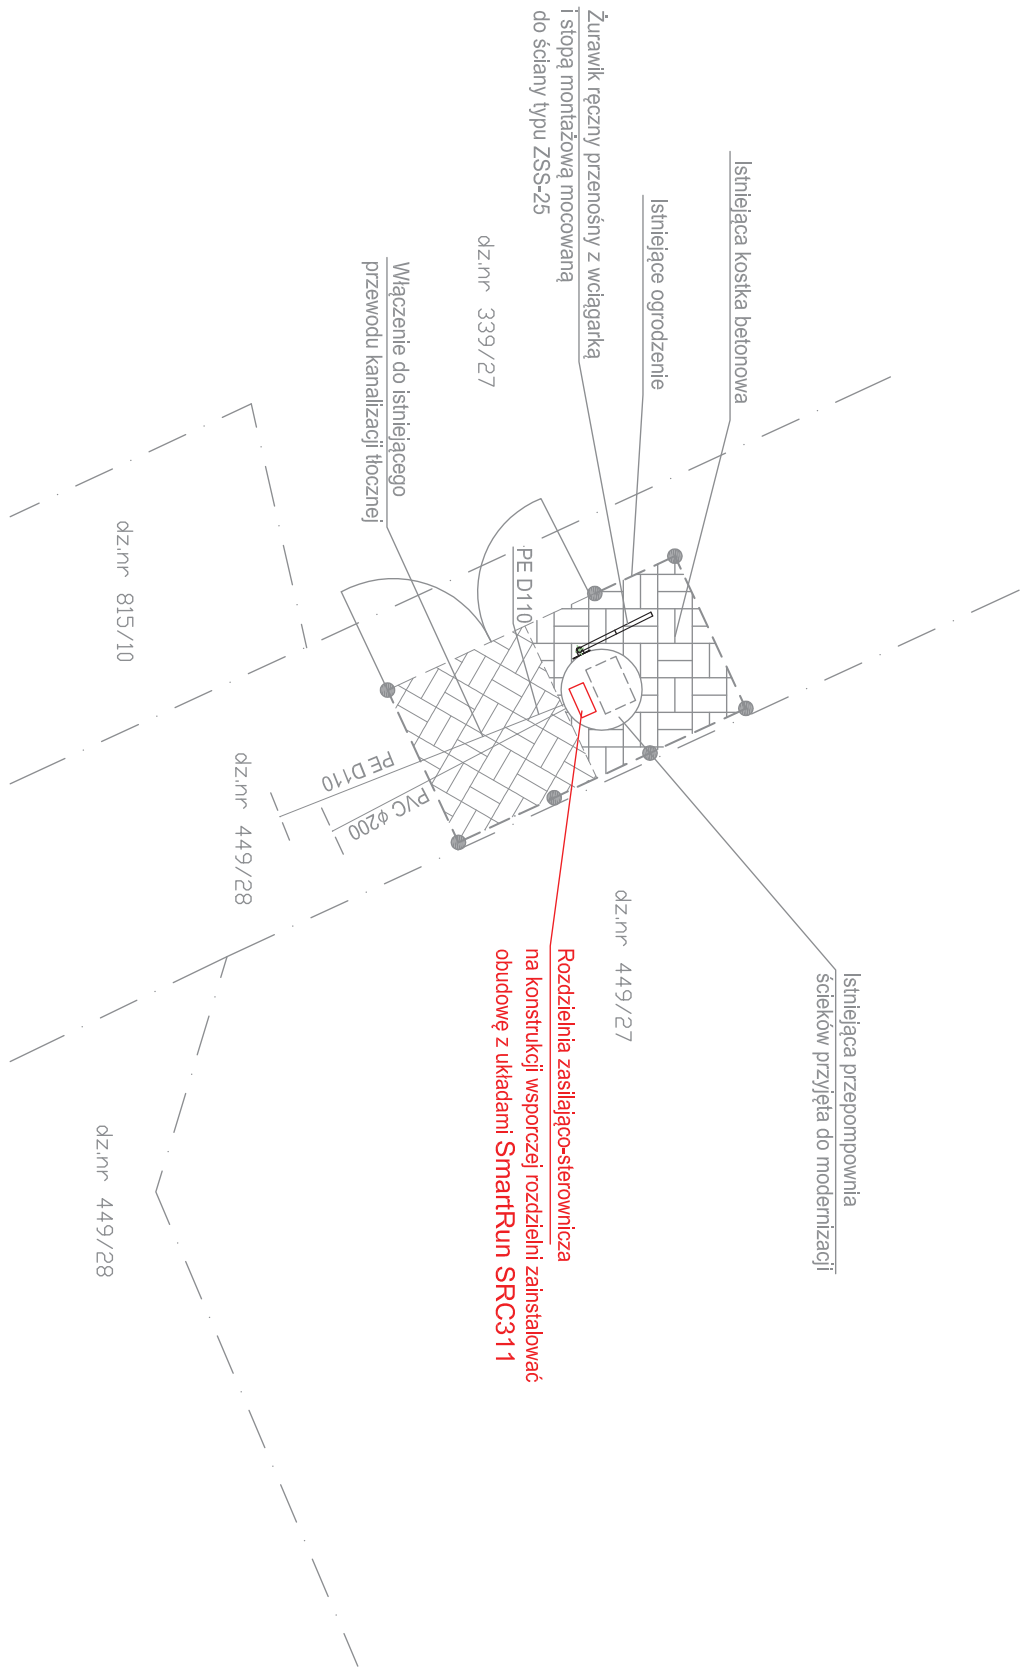 Istniejąca przepompownia
ścieków przyjęta do modernizacji
Istniejąca kostka betonowa
Istniejące ogrodzenie
Żurawik ręczny przenośny z wciągarką
i stopą montażową mocowaną
do ściany typu ZSS-25
dz.nr 449/27
Rozdzielnia zasilająco-sterownicza
na konstrukcji wsporczej rozdzielni zainstalować
obudowę z układami SmartRun SRC311
PE D110
dz.nr 339/27
Włączenie do istniejącego
przewodu kanalizacji tłocznej
PVC ϕ200
PE D110
dz.nr 449/28
dz.nr 815/10
dz.nr 449/28